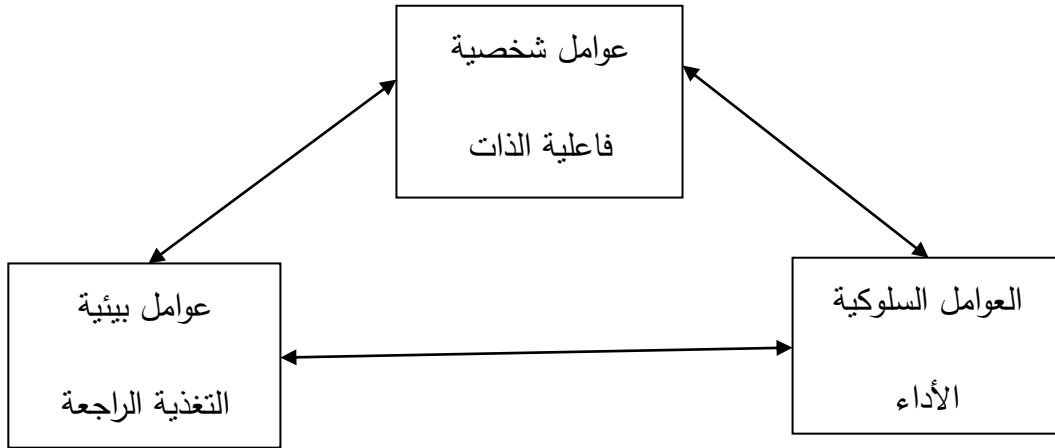 عوامل شخصية
فاعلية الذات
العوامل السلوكية
الأداء
عوامل بيئية
التغذية الراجعة